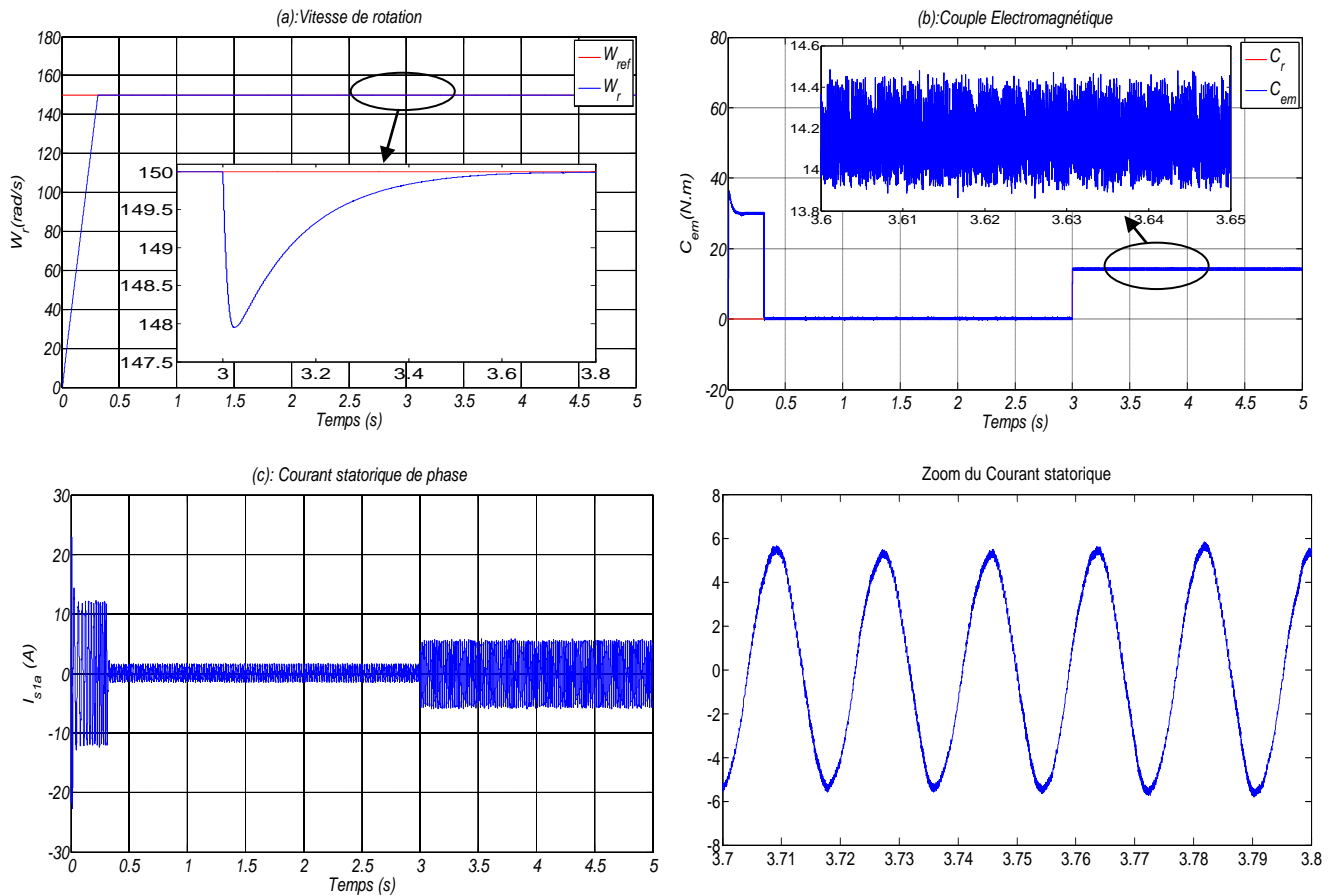 (a):Vitesse de rotation
180
160
140
120
100
80
60
40
20
0
W_r(rad/s)
W_ref
W_r
150
149.5
149
148.5
148
147.5
3 3.2 3.4 3.6 3.8
0 0.5 1 1.5 2 2.5 3 3.5 4 4.5 5
Temps (s)
(b):Couple Electromagnétique
80
60
40
20
0
-20
C_em(N.m)
C_r
C_em
14.6
14.4
14.2
14
13.8
3.6 3.61 3.62 3.63 3.64 3.65
0 0.5 1 1.5 2 2.5 3 3.5 4 4.5 5
Temps (s)
(c): Courant statorique de phase
30
20
10
0
-10
-20
-30
I_s1a (A)
0 0.5 1 1.5 2 2.5 3 3.5 4 4.5 5
Temps (s)
Zoom du Courant statorique
8
6
4
2
0
-2
-4
-6
-8
3.7 3.71 3.72 3.73 3.74 3.75 3.76 3.77 3.78 3.79 3.8